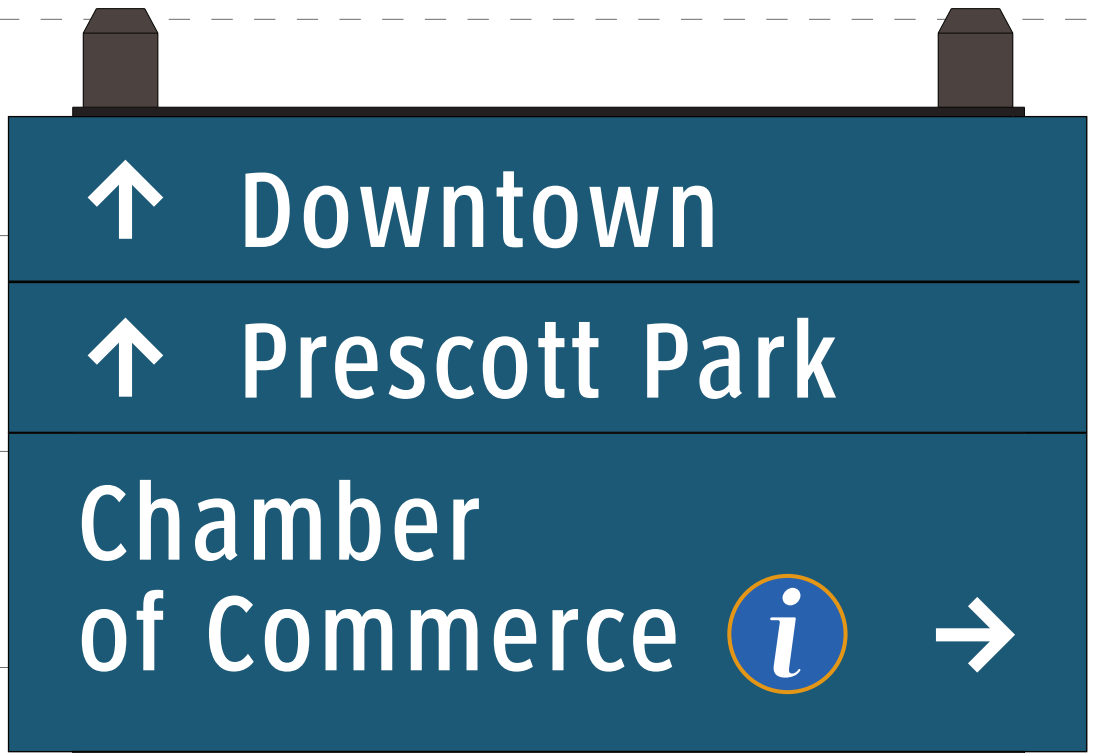 ↑ Downtown
↑ Prescott Park
Chamber
of Commerce i →